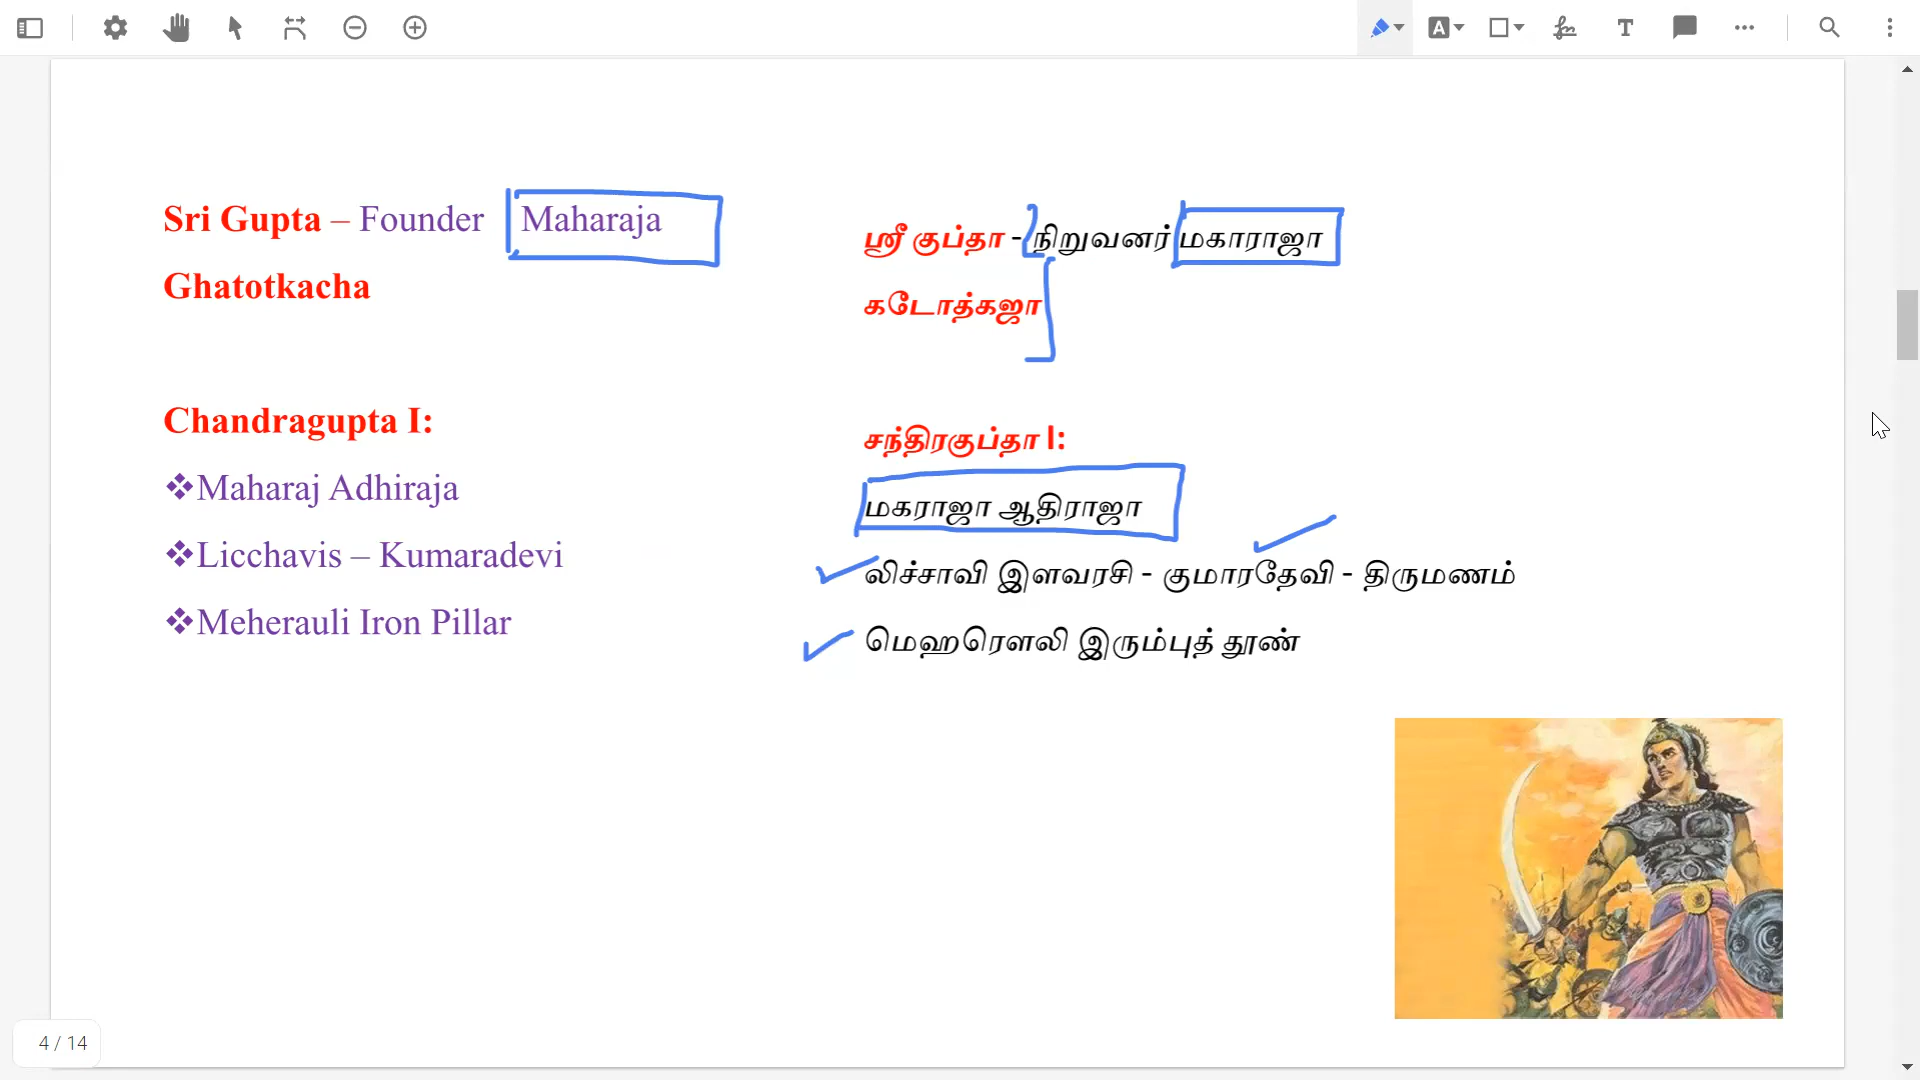 Sri Gupta – Founder Maharaja
Ghatotkacha
Chandragupta I:
❖Maharaj Adhiraja
❖Licchavis – Kumaradevi
❖Meherauli Iron Pillar
ஸ்ரீ குப்தா - நிறுவனர் மகாராஜா
கடோத்கஜா
சந்திரகுப்தா I:
மகராஜா ஆதிராஜா
லிச்சாவி இளவரசி - குமாரதேவி - திருமணம்
மெஹரௌலி இரும்புத் தூண்
4 / 14